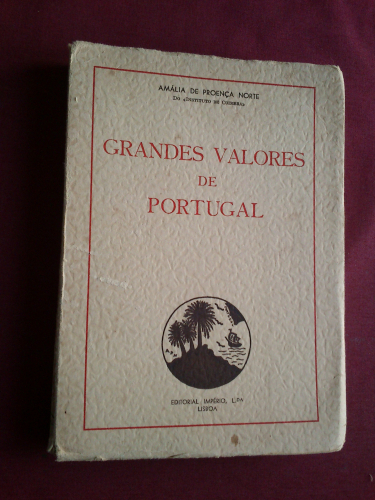 AMÁLIA DE PROENÇA NORTE
DO «INSTITUTO DE COIMBRA»
GRANDES VALORES
DE
PORTUGAL
EDITORIAL IMPÉRIO, L.DA
LISBOA